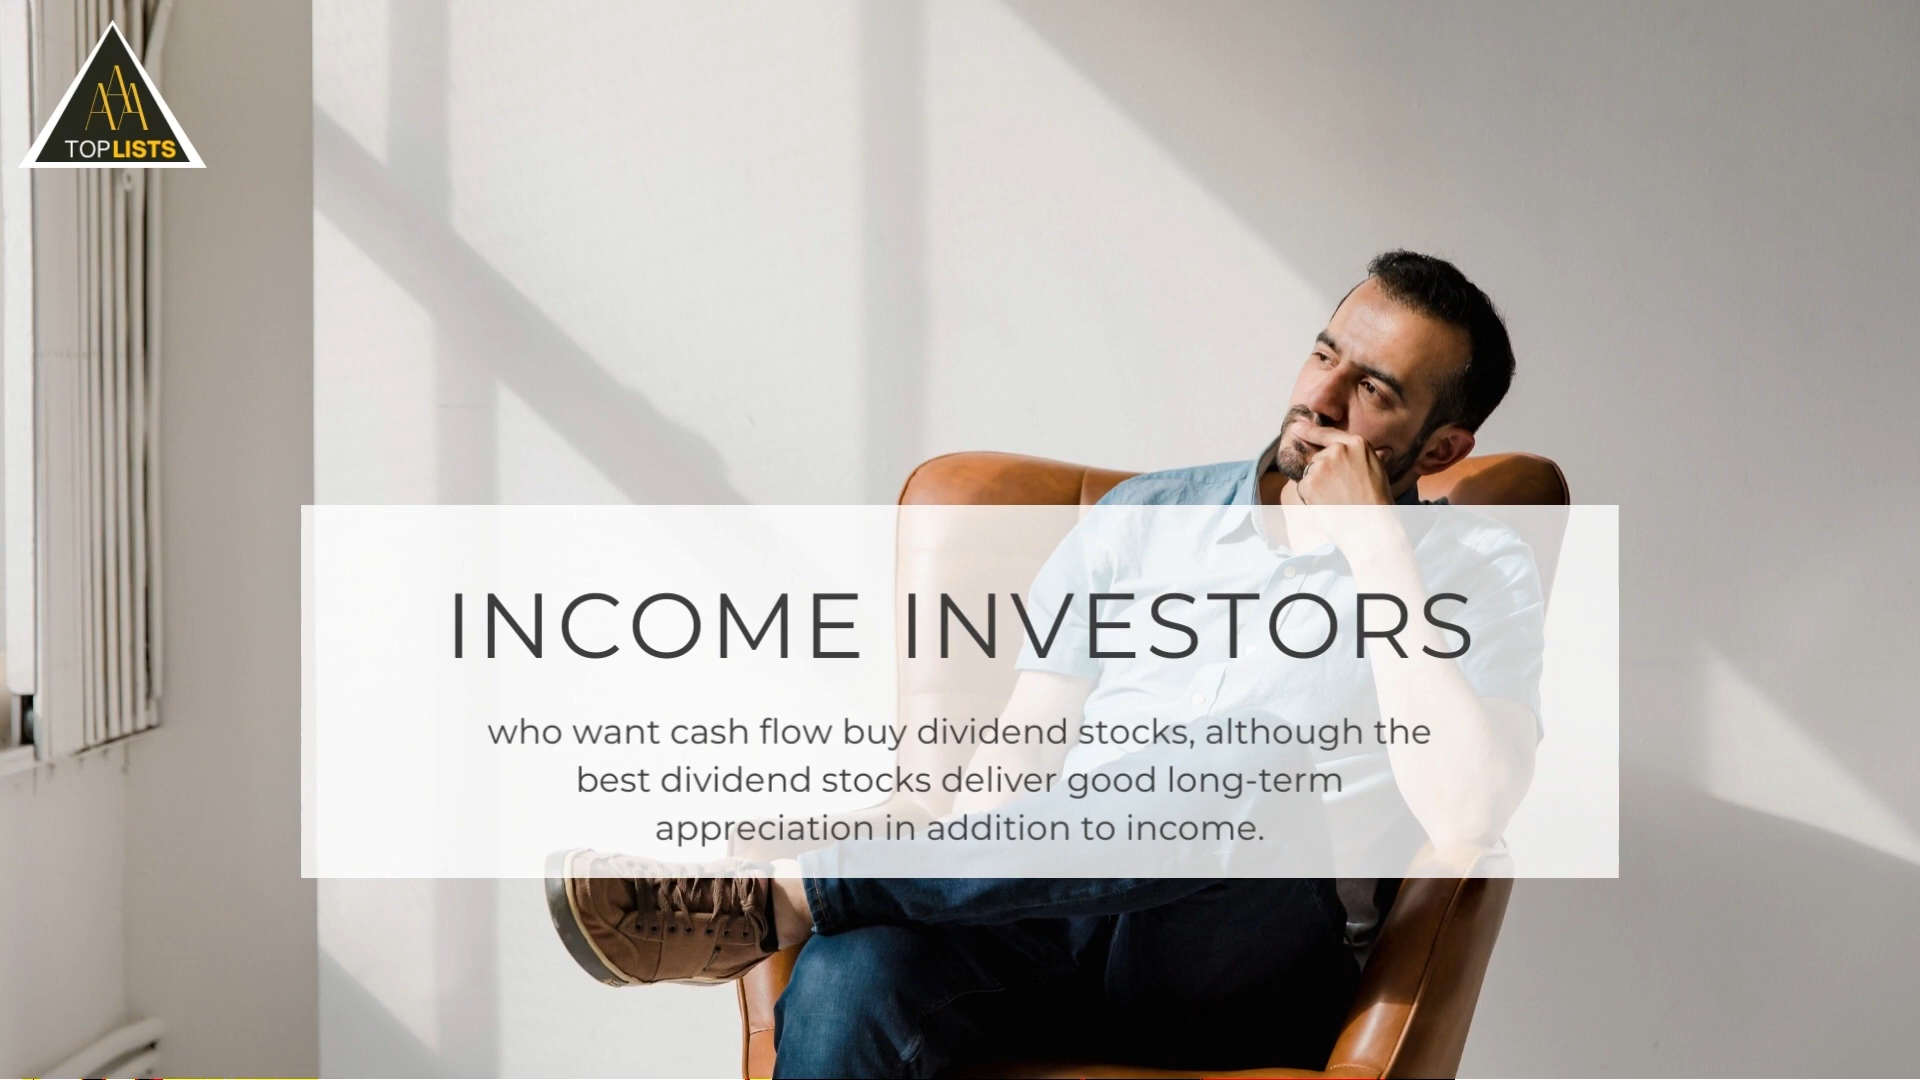 AAA
TOPLISTS
INCOME INVESTORS
who want cash flow buy dividend stocks, although the
best dividend stocks deliver good long-term
appreciation in addition to income.